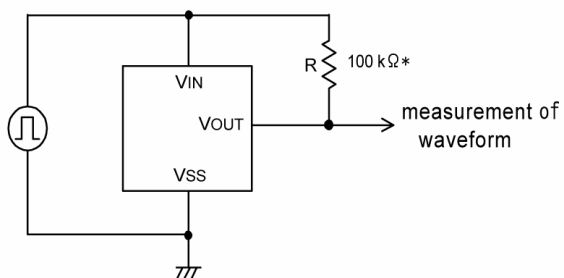 VIN
R
100 kΩ*
VOUT
measurement of
waveform
VSS